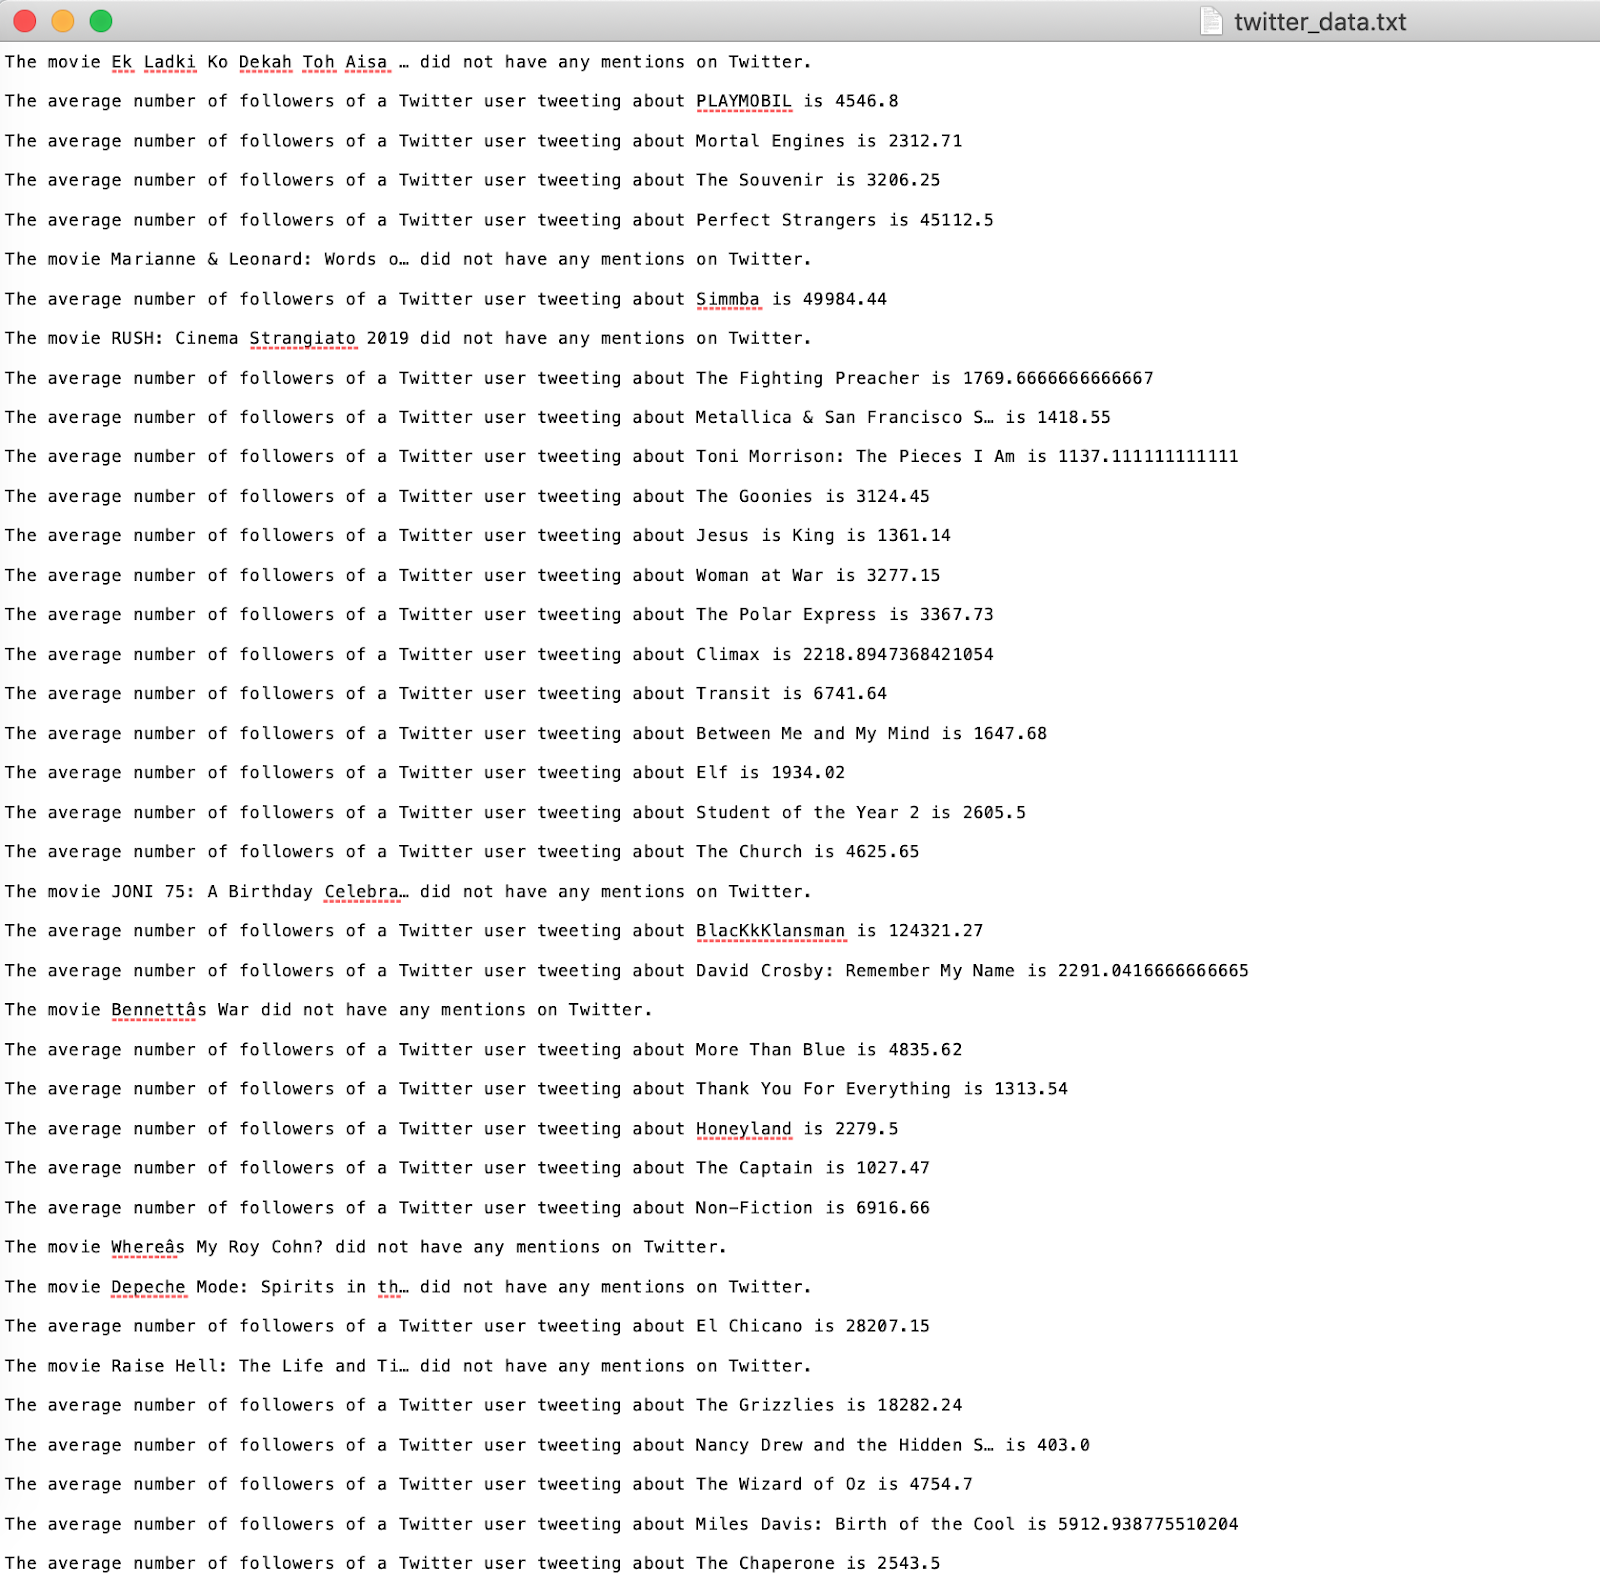 twitter_data.txt
The movie Ek Ladki Ko Dekah Toh Aisa … did not have any mentions on Twitter.
The average number of followers of a Twitter user tweeting about PLAYMOBIL is 4546.8
The average number of followers of a Twitter user tweeting about Mortal Engines is 2312.71
The average number of followers of a Twitter user tweeting about The Souvenir is 3206.25
The average number of followers of a Twitter user tweeting about Perfect Strangers is 45112.5
The movie Marianne & Leonard: Words o… did not have any mentions on Twitter.
The average number of followers of a Twitter user tweeting about Simmba is 49984.44
The movie RUSH: Cinema Strangiato 2019 did not have any mentions on Twitter.
The average number of followers of a Twitter user tweeting about The Fighting Preacher is 1769.6666666666667
The average number of followers of a Twitter user tweeting about Metallica & San Francisco S… is 1418.55
The average number of followers of a Twitter user tweeting about Toni Morrison: The Pieces I Am is 1137.111111111111
The average number of followers of a Twitter user tweeting about The Goonies is 3124.45
The average number of followers of a Twitter user tweeting about Jesus is King is 1361.14
The average number of followers of a Twitter user tweeting about Woman at War is 3277.15
The average number of followers of a Twitter user tweeting about The Polar Express is 3367.73
The average number of followers of a Twitter user tweeting about Climax is 2218.8947368421054
The average number of followers of a Twitter user tweeting about Transit is 6741.64
The average number of followers of a Twitter user tweeting about Between Me and My Mind is 1647.68
The average number of followers of a Twitter user tweeting about Elf is 1934.02
The average number of followers of a Twitter user tweeting about Student of the Year 2 is 2605.5
The average number of followers of a Twitter user tweeting about The Church is 4625.65
The movie JONI 75: A Birthday Celebra… did not have any mentions on Twitter.
The average number of followers of a Twitter user tweeting about BlacKkKlansman is 124321.27
The average number of followers of a Twitter user tweeting about David Crosby: Remember My Name is 2291.0416666666665
The movie Bennettâs War did not have any mentions on Twitter.
The average number of followers of a Twitter user tweeting about More Than Blue is 4835.62
The average number of followers of a Twitter user tweeting about Thank You For Everything is 1313.54
The average number of followers of a Twitter user tweeting about Honeyland is 2279.5
The average number of followers of a Twitter user tweeting about The Captain is 1027.47
The average number of followers of a Twitter user tweeting about Non-Fiction is 6916.66
The movie Whereâs My Roy Cohn? did not have any mentions on Twitter.
The movie Depeche Mode: Spirits in th… did not have any mentions on Twitter.
The average number of followers of a Twitter user tweeting about El Chicano is 28207.15
The movie Raise Hell: The Life and Ti… did not have any mentions on Twitter.
The average number of followers of a Twitter user tweeting about The Grizzlies is 18282.24
The average number of followers of a Twitter user tweeting about Nancy Drew and the Hidden S… is 403.0
The average number of followers of a Twitter user tweeting about The Wizard of Oz is 4754.7
The average number of followers of a Twitter user tweeting about Miles Davis: Birth of the Cool is 5912.938775510204
The average number of followers of a Twitter user tweeting about The Chaperone is 2543.5